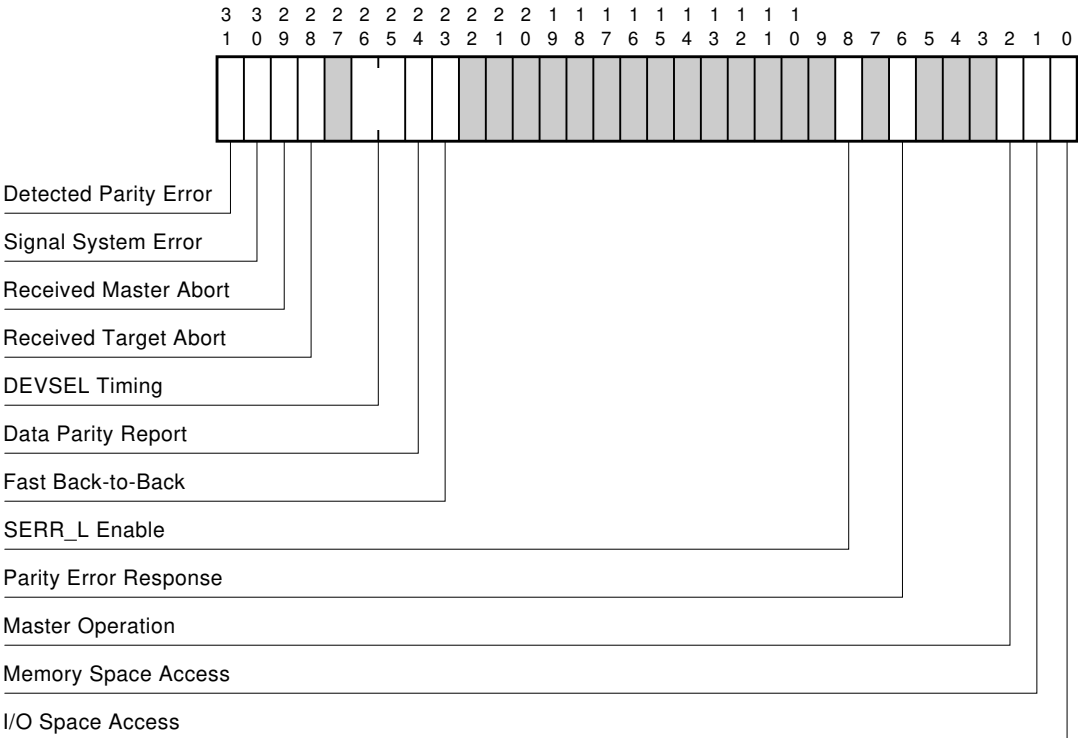 3 3 2 2 2 2 2 2 2 2 2 2 1 1 1 1 1 1 1 1 1 1
1 0 9 8 7 6 5 4 3 2 1 0 9 8 7 6 5 4 3 2 1 0 9 8 7 6 5 4 3 2 1 0
Detected Parity Error
Signal System Error
Received Master Abort
Received Target Abort
DEVSEL Timing
Data Parity Report
Fast Back-to-Back
SERR_L Enable
Parity Error Response
Master Operation
Memory Space Access
I/O Space Access